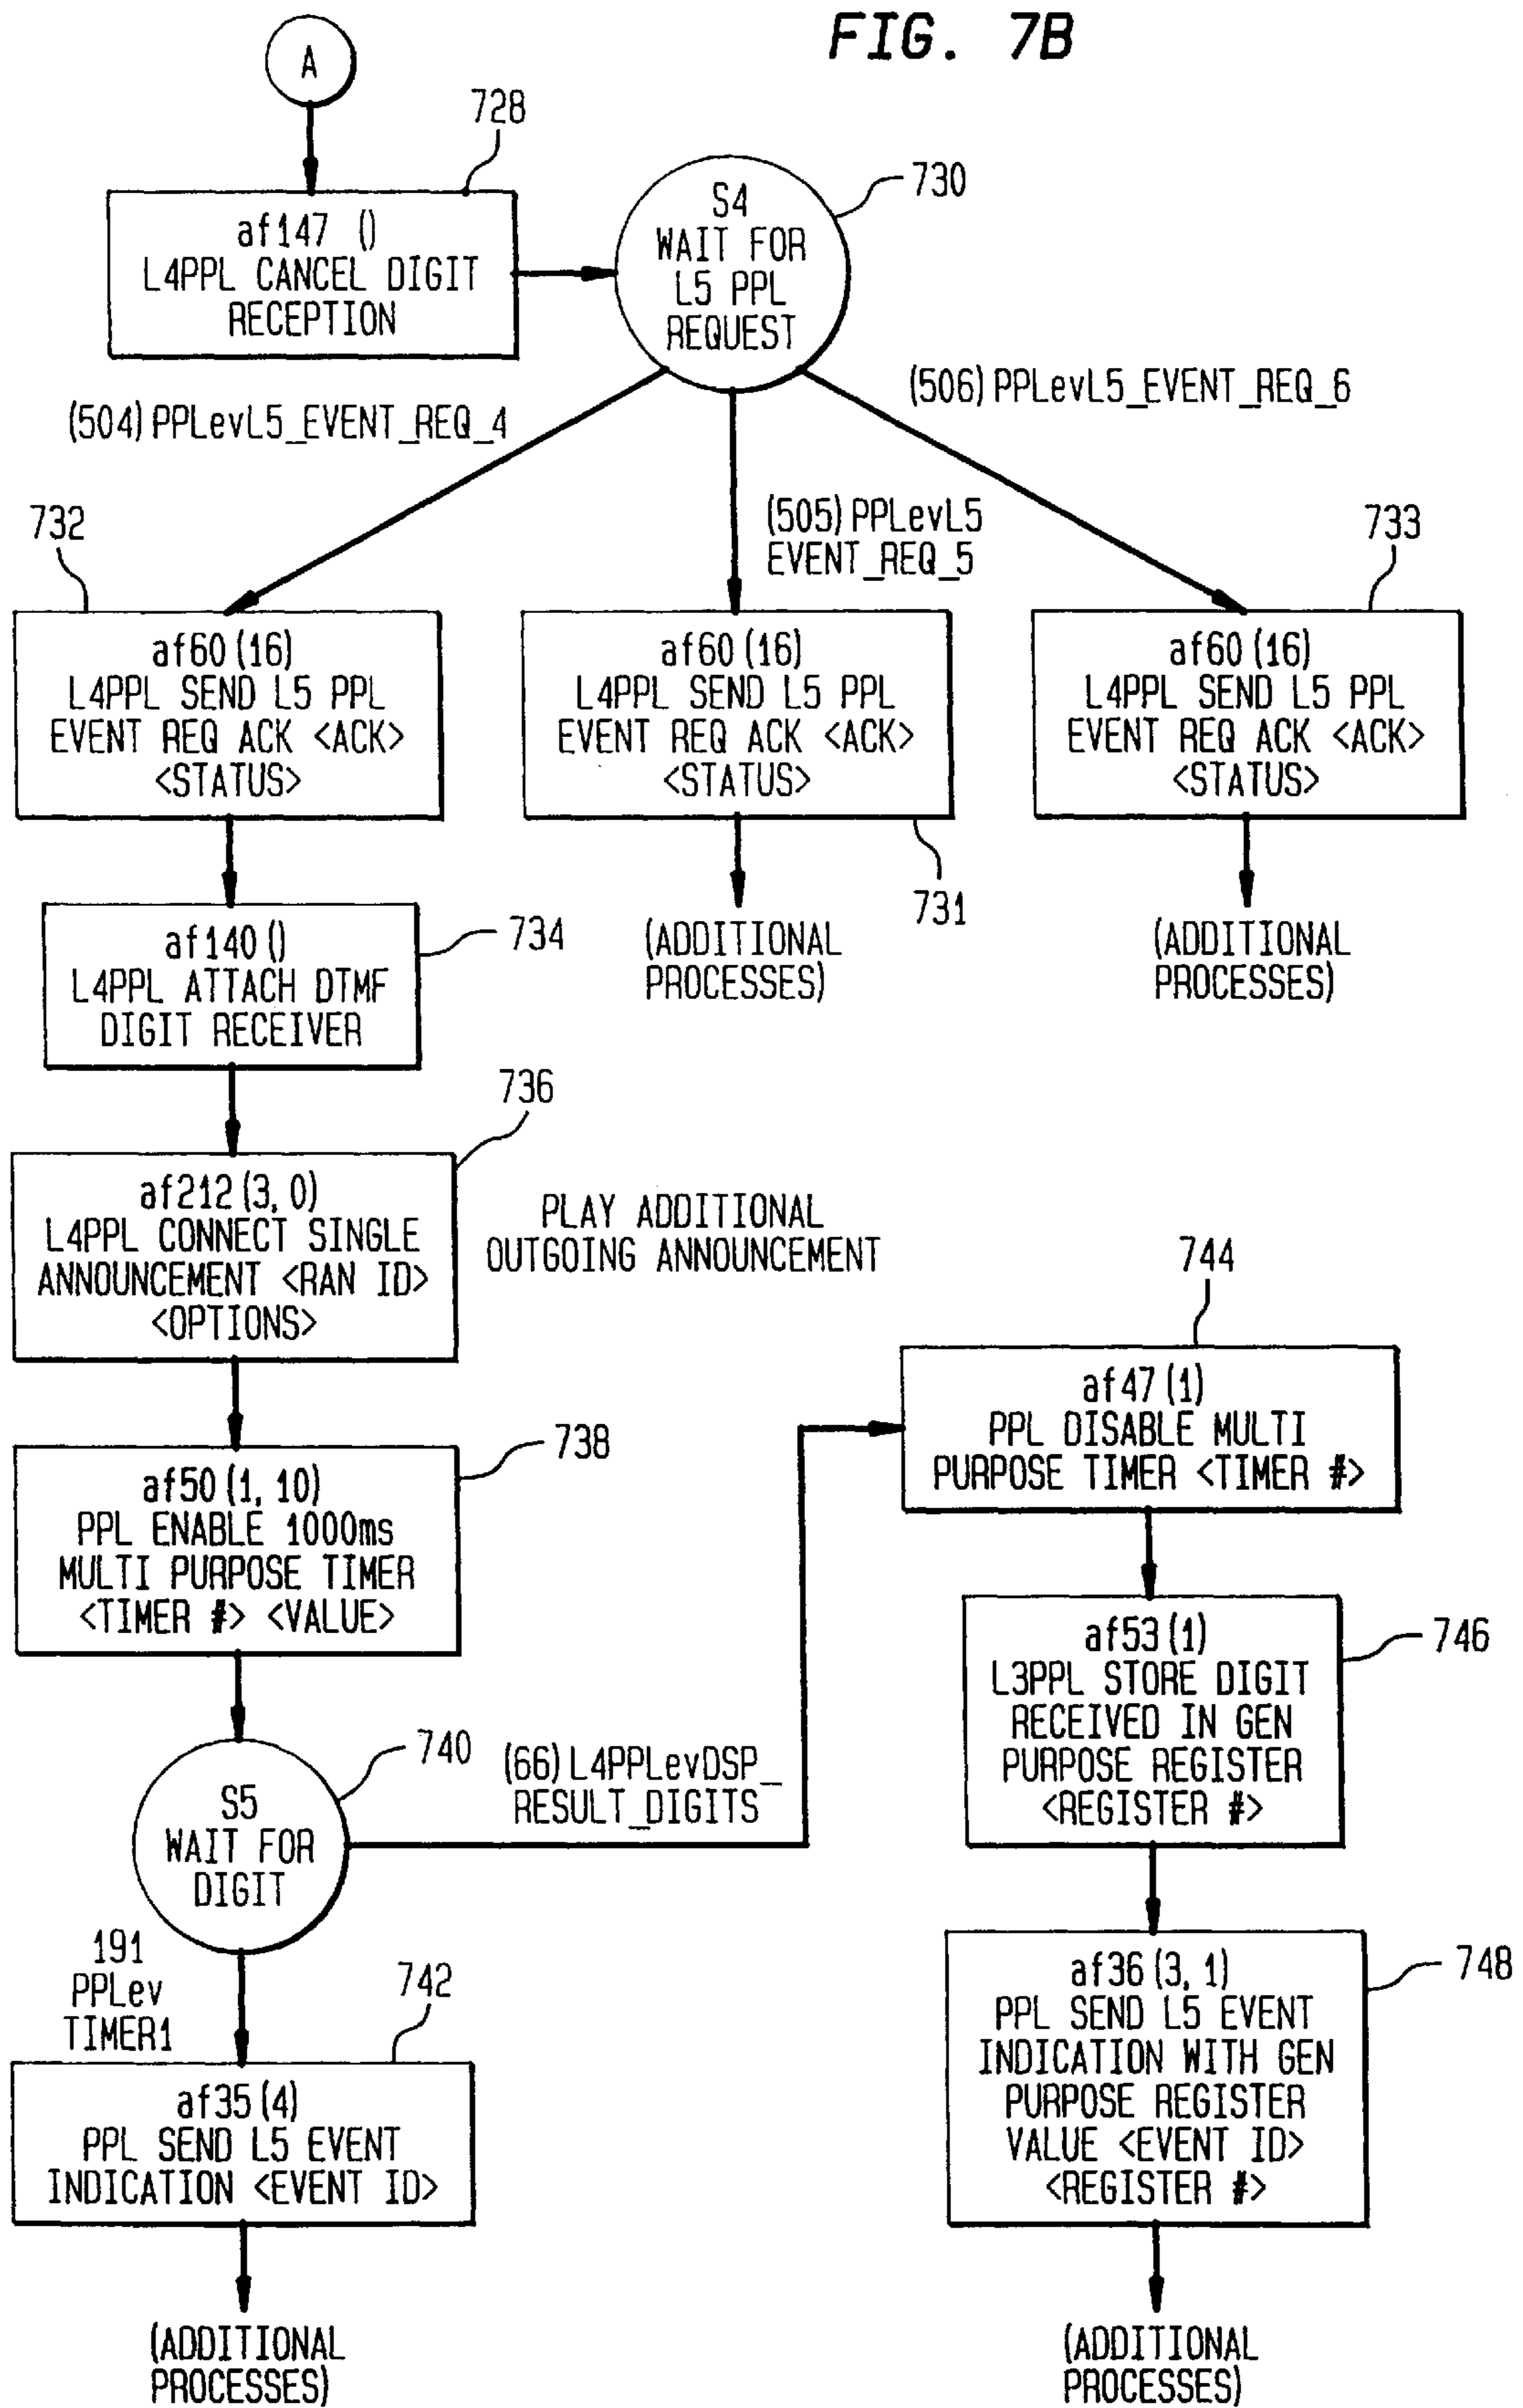 FIG. 7B
A
728
af147 ()
L4PPL CANCEL DIGIT
RECEPTION
730
S4
WAIT FOR
L5 PPL
REQUEST
(504) PPLevL5_EVENT_REQ_4
(505) PPLevL5
EVENT_REQ_5
(506) PPLevL5_EVENT_REQ_6
732
af60 (16)
L4PPL SEND L5 PPL
EVENT REQ ACK <ACK>
<STATUS>
af60 (16)
L4PPL SEND L5 PPL
EVENT REQ ACK <ACK>
<STATUS>
731
(ADDITIONAL
PROCESSES)
733
af60 (16)
L4PPL SEND L5 PPL
EVENT REQ ACK <ACK>
<STATUS>
(ADDITIONAL
PROCESSES)
734
af140 ()
L4PPL ATTACH DTMF
DIGIT RECEIVER
736
af212 (3, 0)
L4PPL CONNECT SINGLE
ANNOUNCEMENT <RAN ID>
<OPTIONS>
PLAY ADDITIONAL
OUTGOING ANNOUNCEMENT
738
af50 (1, 10)
PPL ENABLE 1000ms
MULTI PURPOSE TIMER
<TIMER #> <VALUE>
740
S5
WAIT FOR
DIGIT
(66) L4PPLevDSP_
RESULT_DIGITS
191
PPLev
TIMER1
742
af35 (4)
PPL SEND L5 EVENT
INDICATION <EVENT ID>
(ADDITIONAL
PROCESSES)
744
af47 (1)
PPL DISABLE MULTI
PURPOSE TIMER <TIMER #>
746
af53 (1)
L3PPL STORE DIGIT
RECEIVED IN GEN
PURPOSE REGISTER
<REGISTER #>
748
af36 (3, 1)
PPL SEND L5 EVENT
INDICATION WITH GEN
PURPOSE REGISTER
VALUE <EVENT ID>
<REGISTER #>
(ADDITIONAL
PROCESSES)